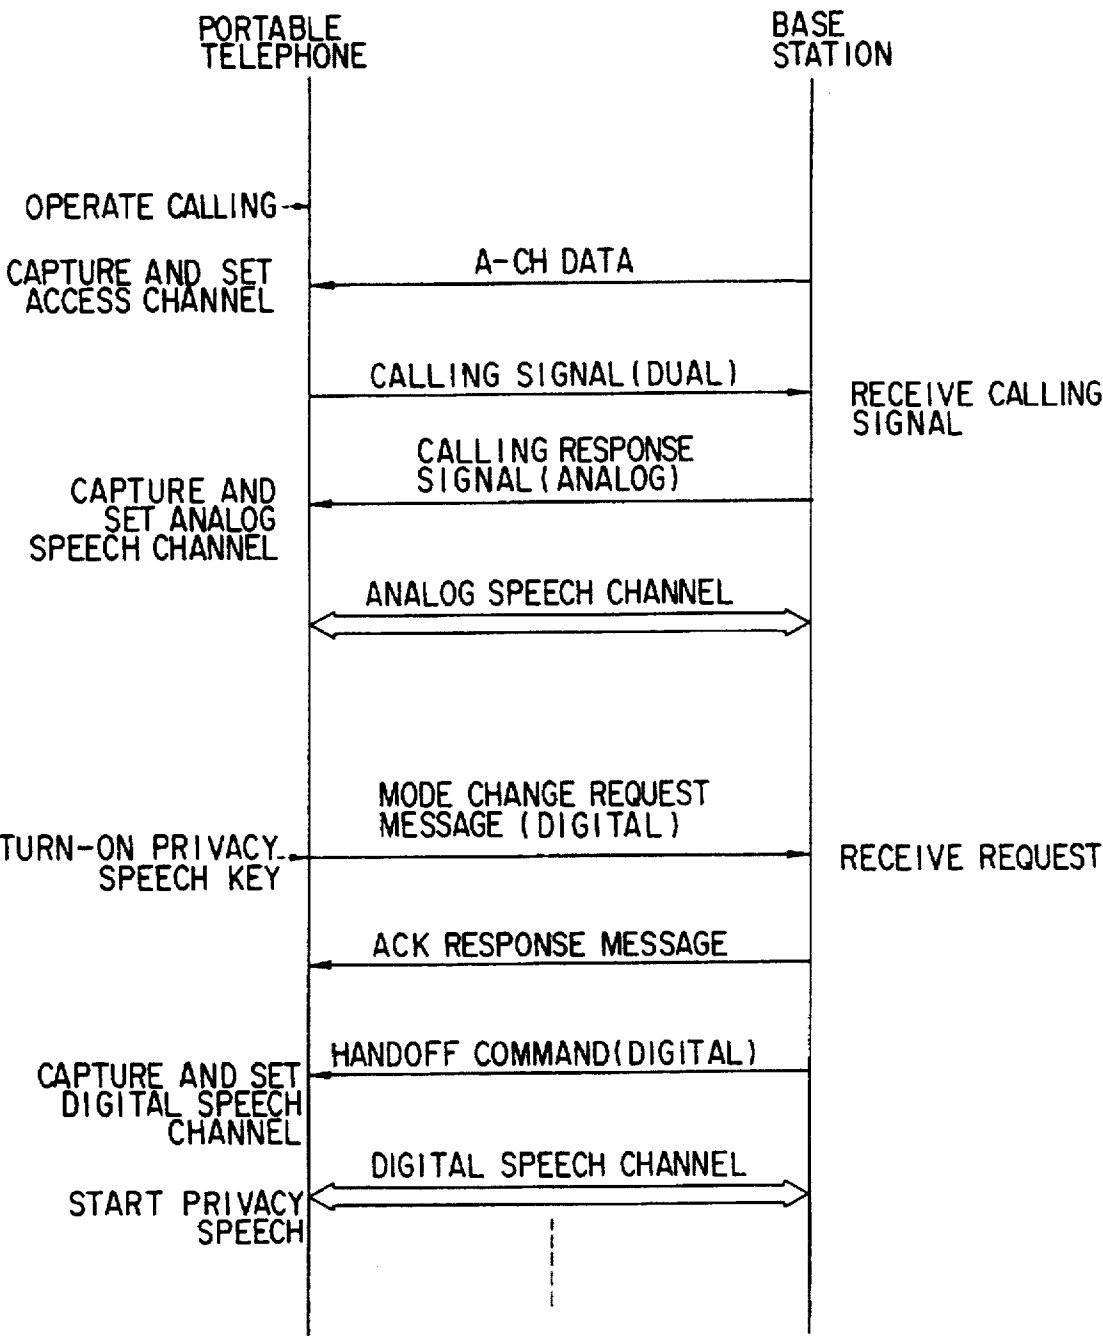 PORTABLE
TELEPHONE
BASE
STATION
OPERATE CALLING
A-CH DATA
CAPTURE AND SET
ACCESS CHANNEL
CALLING SIGNAL(DUAL)
RECEIVE CALLING
SIGNAL
CALLING RESPONSE
SIGNAL(ANALOG)
CAPTURE AND
SET ANALOG
SPEECH CHANNEL
ANALOG SPEECH CHANNEL
MODE CHANGE REQUEST
MESSAGE (DIGITAL)
TURN-ON PRIVACY
SPEECH KEY
RECEIVE REQUEST
ACK RESPONSE MESSAGE
HANDOFF COMMAND(DIGITAL)
CAPTURE AND SET
DIGITAL SPEECH
CHANNEL
DIGITAL SPEECH CHANNEL
START PRIVACY
SPEECH